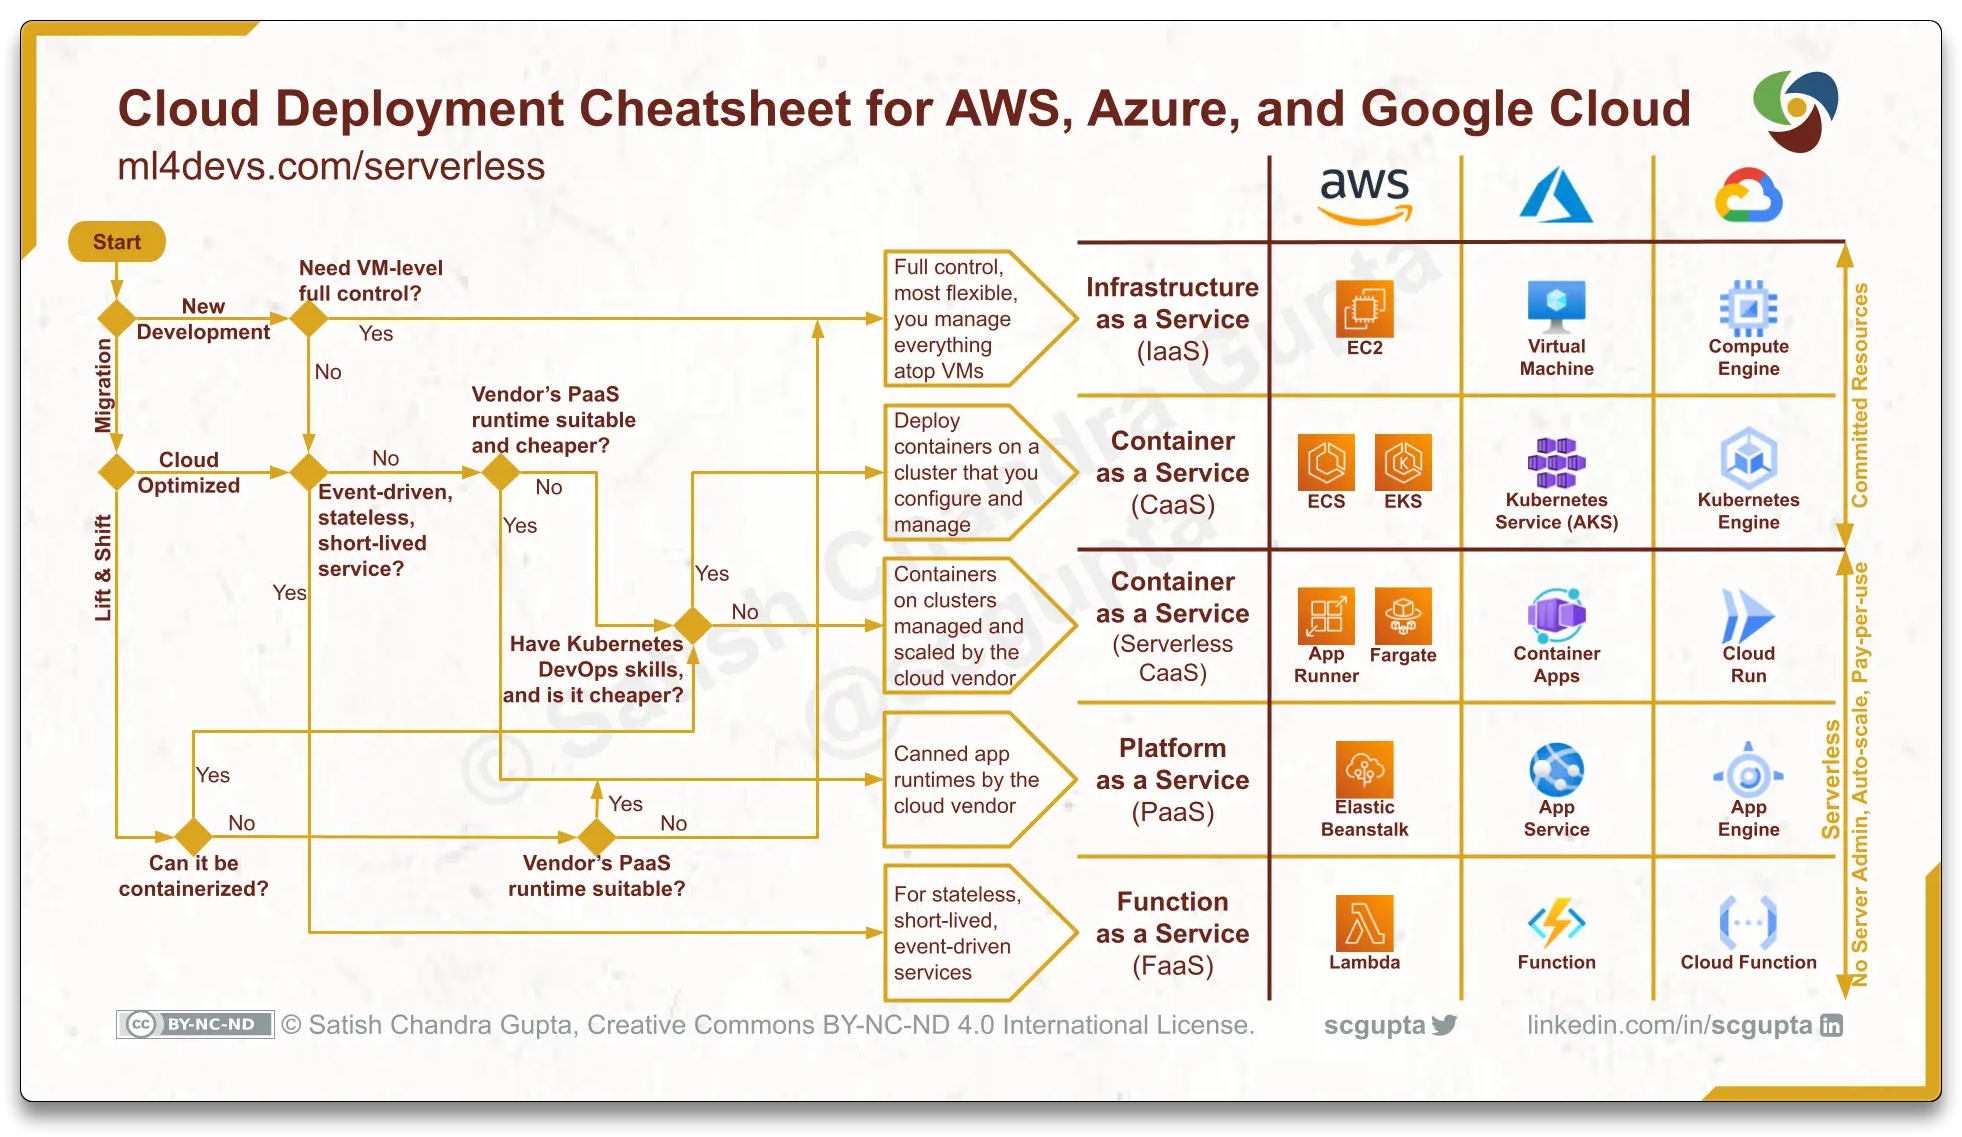 Cloud Deployment Cheatsheet for AWS, Azure, and Google Cloud
ml4devs.com/serverless
aws
Start
New
Development
Migration
Need VM-level
full control?
Yes
No
Cloud
Optimized
Lift & Shift
Event-driven,
stateless,
short-lived
service?
No
Yes
Vendor's PaaS
runtime suitable
and cheaper?
No
Yes
Have Kubernetes
DevOps skills,
and is it cheaper?
Yes
No
Can it be
containerized?
Yes
No
Vendor's PaaS
runtime suitable?
Yes
No
Full control,
most flexible,
you manage
everything
atop VMs
Infrastructure
as a Service
(IaaS)
EC2
Virtual
Machine
Compute
Engine
Deploy
containers on a
cluster that you
configure and
manage
Container
as a Service
(CaaS)
ECS
EKS
Kubernetes
Service (AKS)
Kubernetes
Engine
Committed Resources
Containers
on clusters
managed and
scaled by the
cloud vendor
Container
as a Service
(Serverless
CaaS)
App
Runner
Fargate
Container
Apps
Cloud
Run
Canned app
runtimes by the
cloud vendor
Platform
as a Service
(PaaS)
Elastic
Beanstalk
App
Service
App
Engine
For stateless,
short-lived,
event-driven
services
Function
as a Service
(FaaS)
Lambda
Function
Cloud Function
Serverless
No Server Admin, Auto-scale, Pay-per-use
© Satish Chandra Gupta
@scgupta
cc BY-NC-ND © Satish Chandra Gupta, Creative Commons BY-NC-ND 4.0 International License.
scgupta
linkedin.com/in/scgupta in